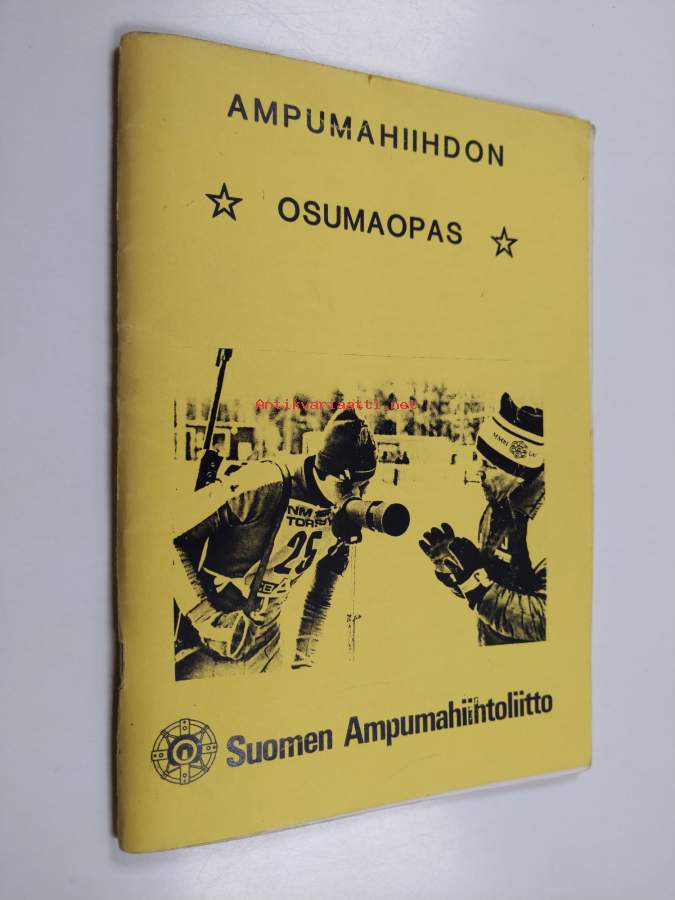 AMPUMAHIIHDON
☆ OSUMAOPAS ☆
Antikvariaatti.net
NM
25
Suomen Ampumahiihtoliitto